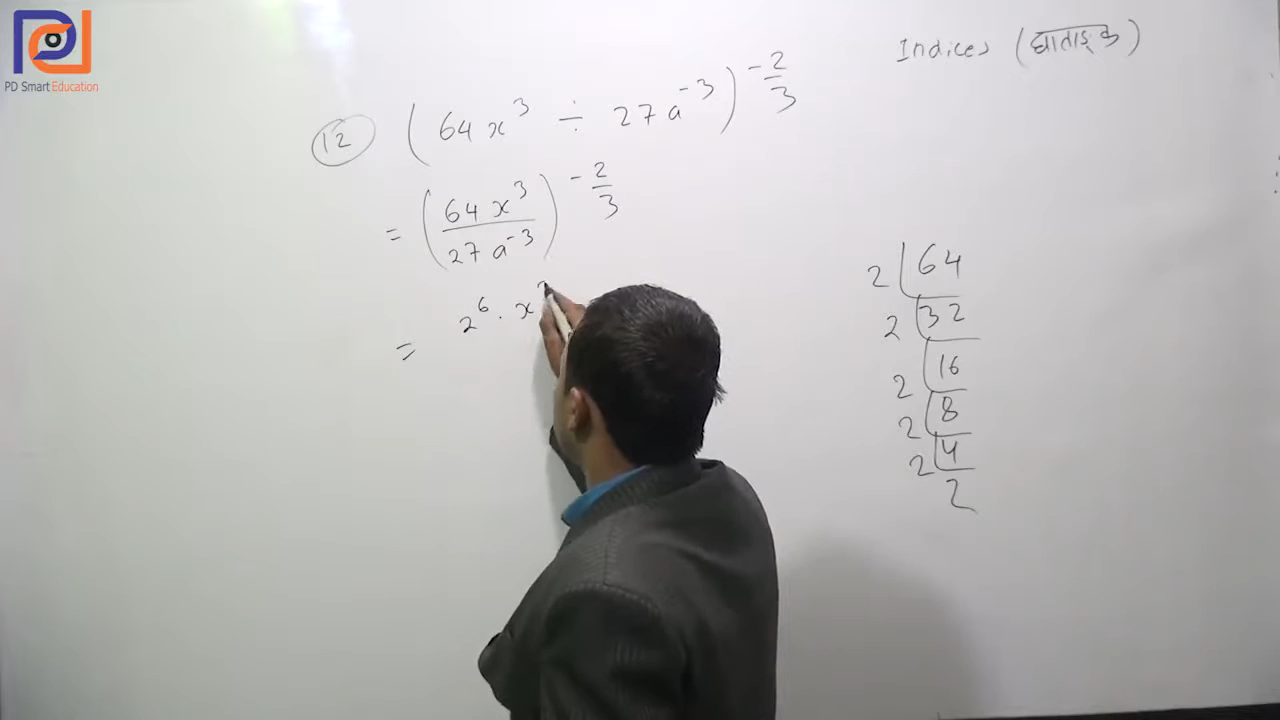 PD Smart Education
Indices (घाताङ्क)
12 (64x³ ÷ 27a⁻³)^(-2/3)
= (64x³ / 27a⁻³)^(-2/3)
= 2⁶ · x
2 | 64
2 | 32
2 | 16
2 | 8
2 | 4
2